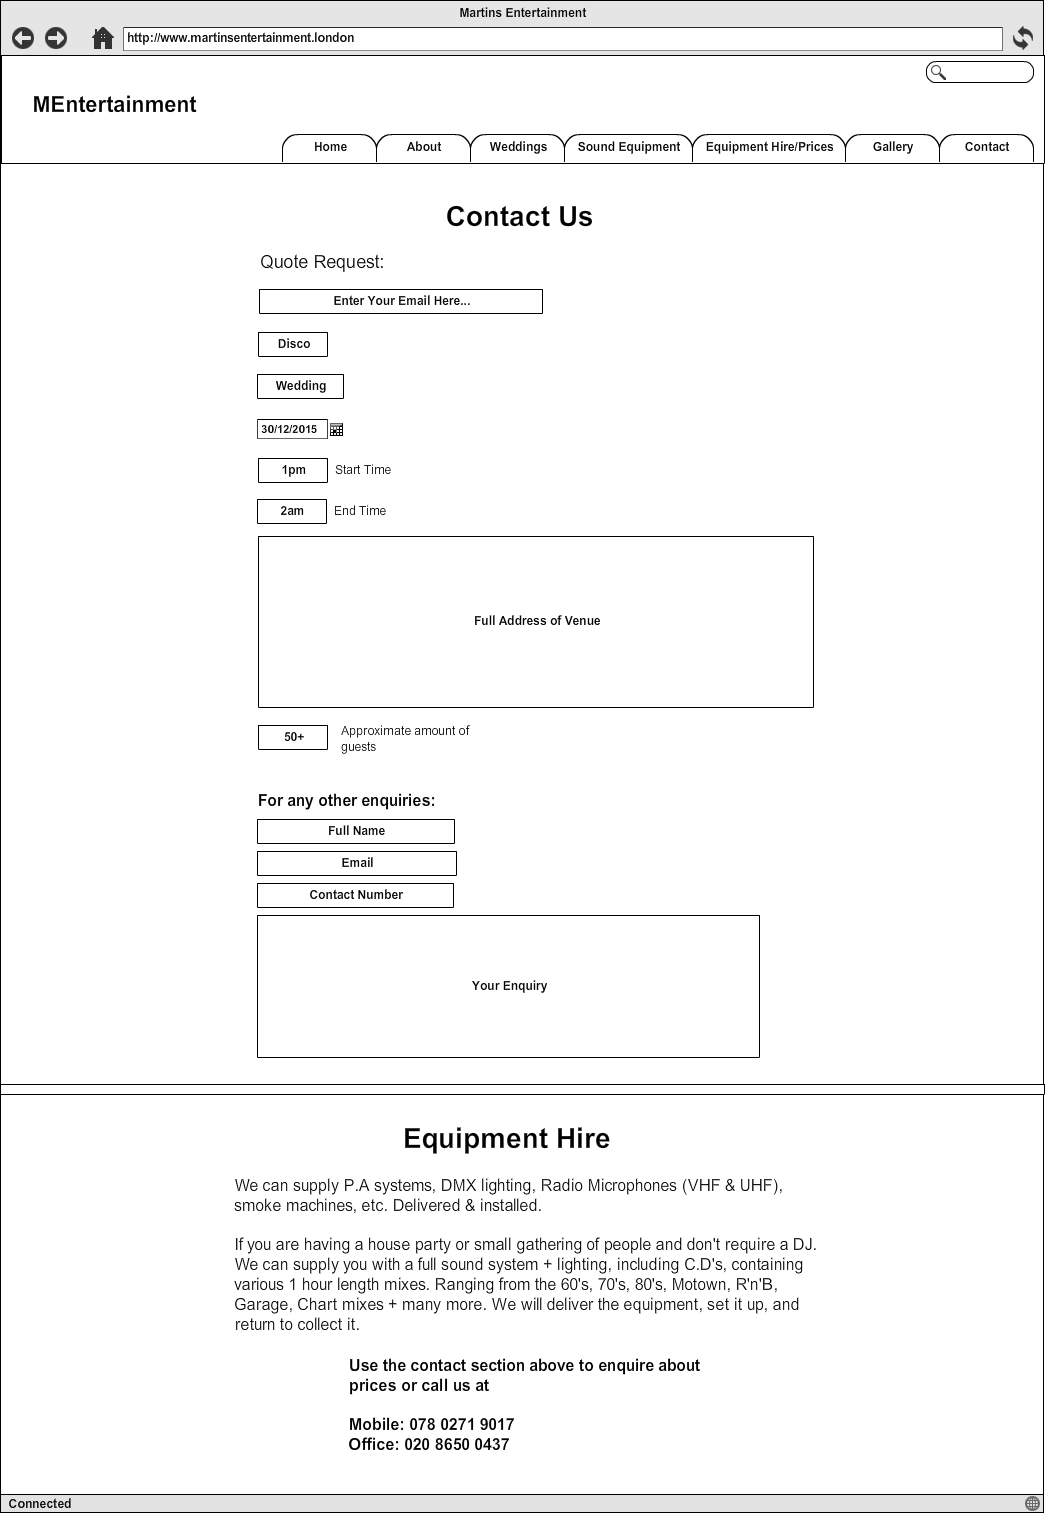 Martins Entertainment
http://www.martinsentertainment.london
MEntertainment
Home About Weddings Sound Equipment Equipment Hire/Prices Gallery Contact
Contact Us
Quote Request:
Enter Your Email Here...
Disco
Wedding
30/12/2015
1pm Start Time
2am End Time
Full Address of Venue
50+ Approximate amount of
guests
For any other enquiries:
Full Name
Email
Contact Number
Your Enquiry
Equipment Hire
We can supply P.A systems, DMX lighting, Radio Microphones (VHF & UHF),
smoke machines, etc. Delivered & installed.
If you are having a house party or small gathering of people and don't require a DJ.
We can supply you with a full sound system + lighting, including C.D's, containing
various 1 hour length mixes. Ranging from the 60's, 70's, 80's, Motown, R'n'B,
Garage, Chart mixes + many more. We will deliver the equipment, set it up, and
return to collect it.
Use the contact section above to enquire about
prices or call us at
Mobile: 078 0271 9017
Office: 020 8650 0437
Connected